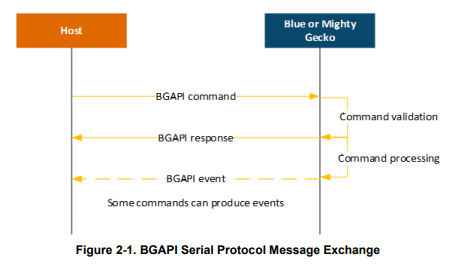 Host
Blue or Mighty
Gecko
BGAPI command
Command validation
BGAPI response
Command processing
BGAPI event
Some commands can produce events
Figure 2-1. BGAPI Serial Protocol Message Exchange